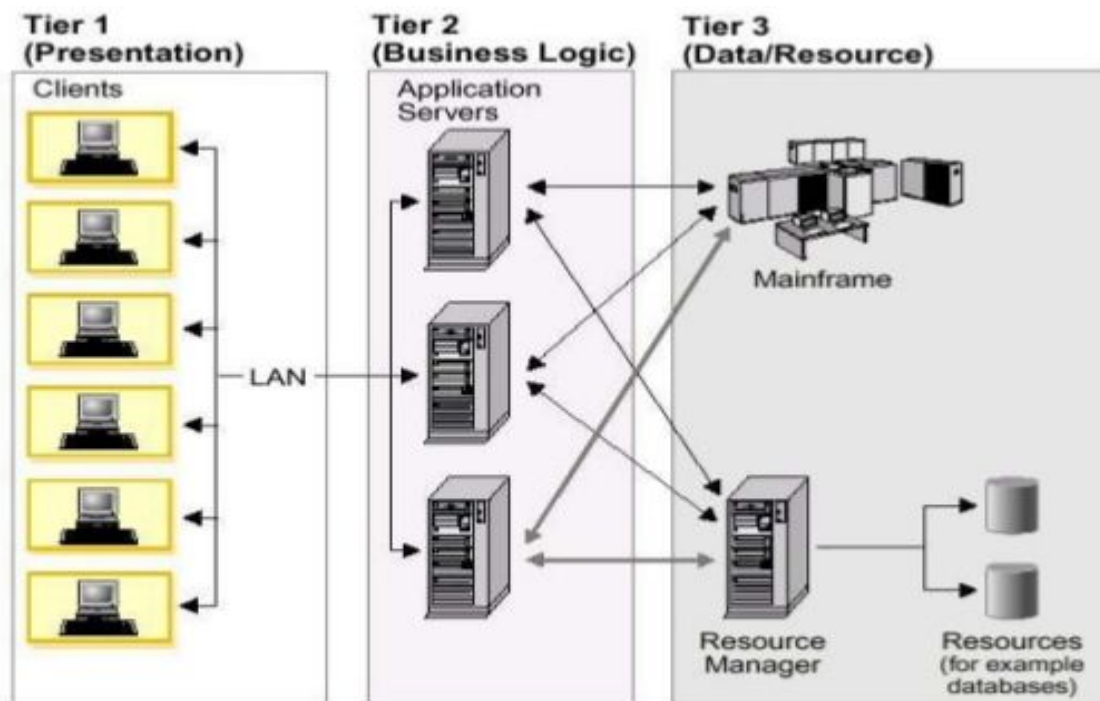 Tier 1
(Presentation)
Clients
LAN
Tier 2
(Business Logic)
Application
Servers
Tier 3
(Data/Resource)
Mainframe
Resource
Manager
Resources
(for example
databases)